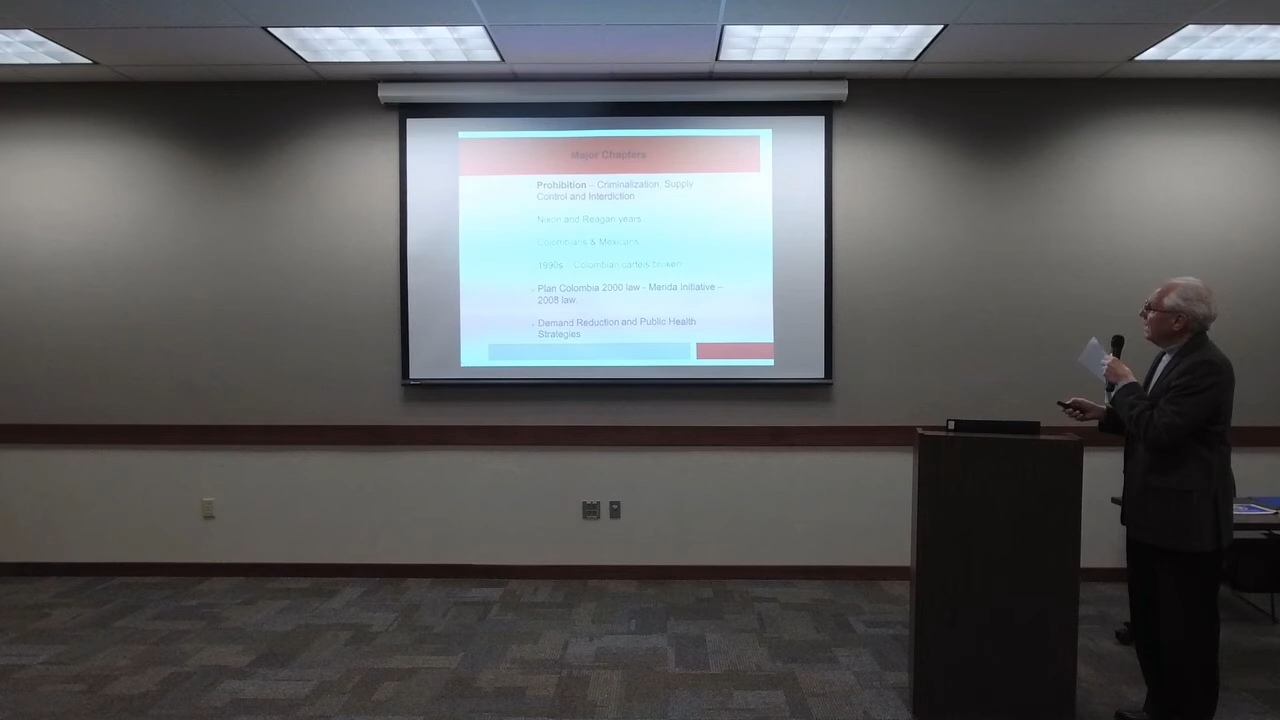 Major Chapters
Prohibition – Criminalization, Supply
Control and Interdiction
Nixon and Reagan years
Colombians & Mexicans
1990s – Colombian cartels broken
Plan Colombia 2000 law - Merida Initiative –
2008 law.
Demand Reduction and Public Health
Strategies